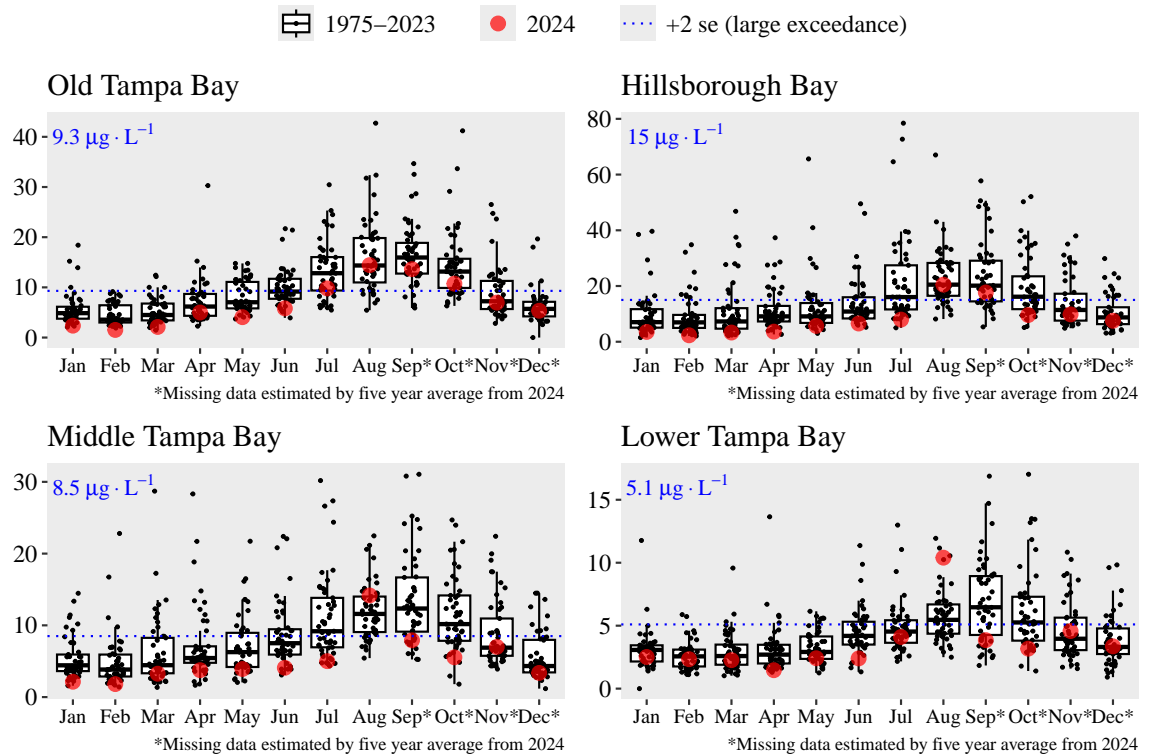 1975−2023 2024 +2 se (large exceedance)
Old Tampa Bay
9.3 μg · L⁻¹
40
30
20
10
0
Jan Feb Mar Apr May Jun Jul Aug Sep* Oct* Nov* Dec*
*Missing data estimated by five year average from 2024
Hillsborough Bay
15 μg · L⁻¹
80
60
40
20
0
Jan Feb Mar Apr May Jun Jul Aug Sep* Oct* Nov* Dec*
*Missing data estimated by five year average from 2024
Middle Tampa Bay
8.5 μg · L⁻¹
30
20
10
0
Jan Feb Mar Apr May Jun Jul Aug Sep* Oct* Nov* Dec*
*Missing data estimated by five year average from 2024
Lower Tampa Bay
5.1 μg · L⁻¹
15
10
5
0
Jan Feb Mar Apr May Jun Jul Aug Sep* Oct* Nov* Dec*
*Missing data estimated by five year average from 2024